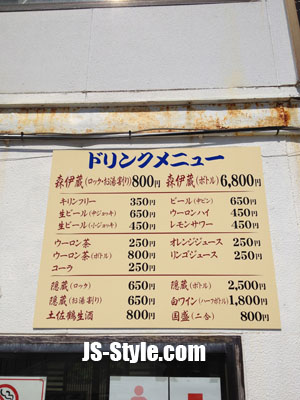 ドリンクメニュー
森伊蔵(ロック・お湯割り)800円 森伊蔵(ボトル)6,800円
キリンフリー 350円 ビール(中ビン) 650円
生ビール(中ジョッキ) 650円 ウーロンハイ 450円
生ビール(小ジョッキ) 450円 レモンサワー 450円
ウーロン茶 250円 オレンジジュース 250円
ウーロン茶(ボトル) 800円 リンゴジュース 250円
コーラ 250円
隠蔵(ロック) 650円 隠蔵(ボトル) 2,500円
隠蔵(お湯割り) 650円 白ワイン(ハーフボトル)1,800円
土佐鶴生酒 800円 国盛(二合) 800円
JS-Style.com